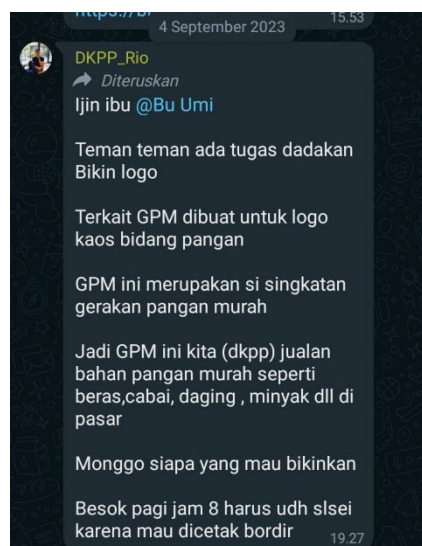 15.53
4 September 2023
DKPP_Rio
Diteruskan
Ijin ibu @Bu Umi
Teman teman ada tugas dadakan
Bikin logo
Terkait GPM dibuat untuk logo
kaos bidang pangan
GPM ini merupakan si singkatan
gerakan pangan murah
Jadi GPM ini kita (dkpp) jualan
bahan pangan murah seperti
beras,cabai, daging , minyak dll di
pasar
Monggo siapa yang mau bikinkan
Besok pagi jam 8 harus udh slsei
karena mau dicetak bordir
19.27